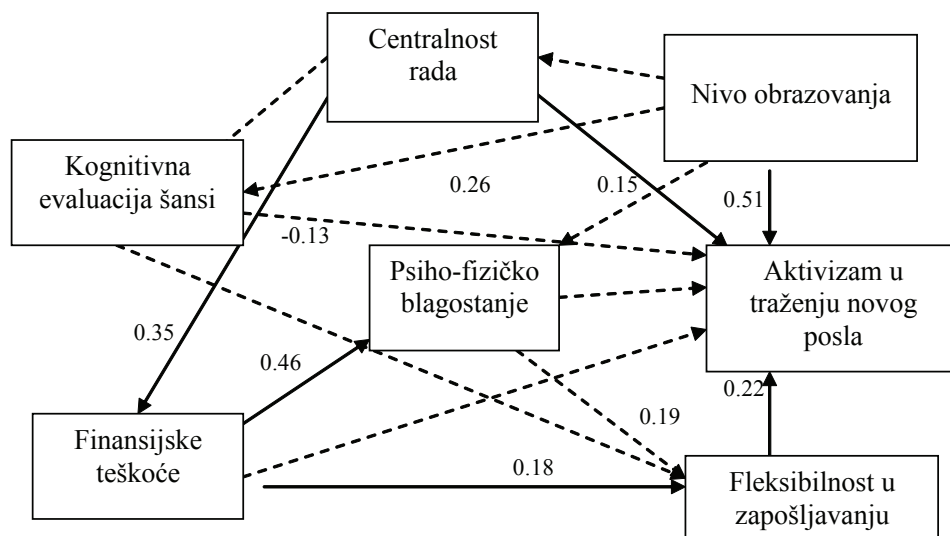 Centralnost
rada
Nivo obrazovanja
Kognitivna
evaluacija šansi
0.26
0.15
0.51
-0.13
Psiho-fizičko
blagostanje
Aktivizam u
traženju novog
posla
0.35
0.46
0.22
0.19
Finansijske
teškoće
0.18
Fleksibilnost u
zapošljavanju